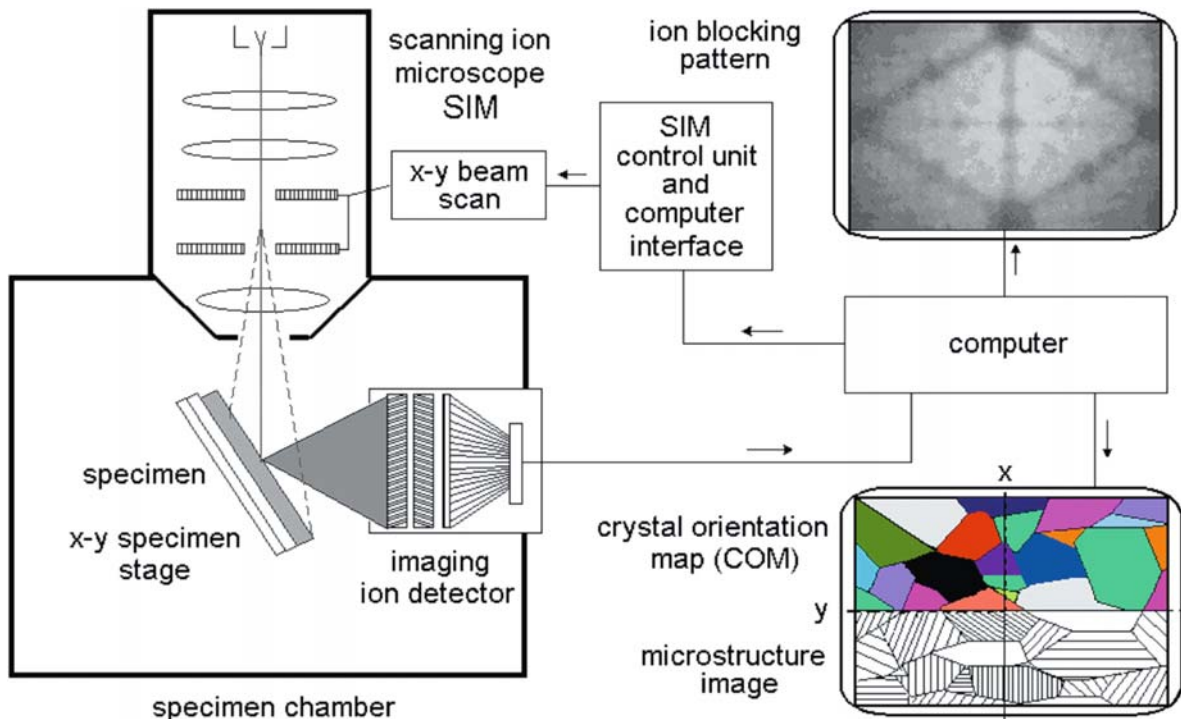 scanning ion
microscope
SIM
ion blocking
pattern
SIM
control unit
and
computer
interface
x-y beam
scan
computer
specimen
x-y specimen
stage
imaging
ion detector
x
crystal orientation
map (COM)
y
microstructure
image
specimen chamber